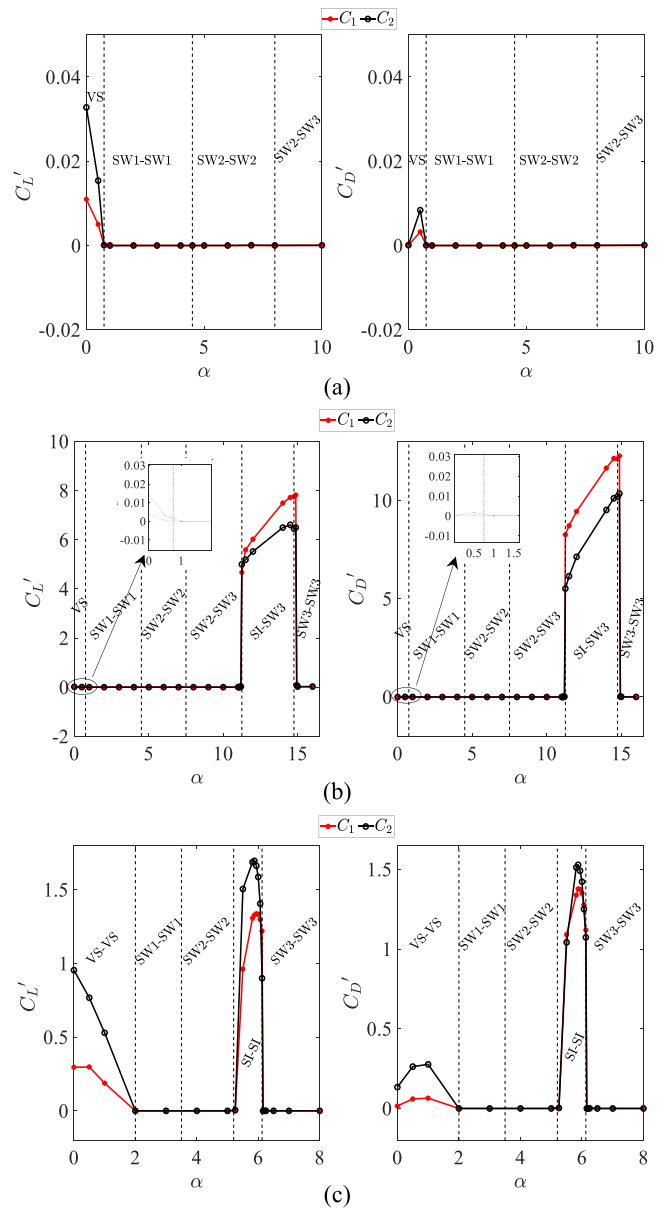 C₁ C₂
0.04
0.02
0
-0.02
C_L′
VS
SW1-SW1
SW2-SW2
SW2-SW3
0 5 10
α
0.04
0.02
0
-0.02
C_D′
VS
SW1-SW1
SW2-SW2
SW2-SW3
0 5 10
α
(a)
C₁ C₂
10
8
6
4
2
0
-2
C_L′
0.03
0.02
0.01
0
-0.01
0 1
VS
SW1-SW1
SW2-SW2
SW2-SW3
SI-SW3
SW3-SW3
0 5 10 15
α
10
5
0
C_D′
0.03
0.02
0.01
0
-0.01
0.5 1 1.5
VS
SW1-SW1
SW2-SW2
SW2-SW3
SI-SW3
SW3-SW3
0 5 10 15
α
(b)
C₁ C₂
1.5
1
0.5
0
C_L′
VS-VS
SW1-SW1
SW2-SW2
SI-SI
SW3-SW3
0 2 4 6 8
α
1.5
1
0.5
0
C_D′
VS-VS
SW1-SW1
SW2-SW2
SI-SI
SW3-SW3
0 2 4 6 8
α
(c)